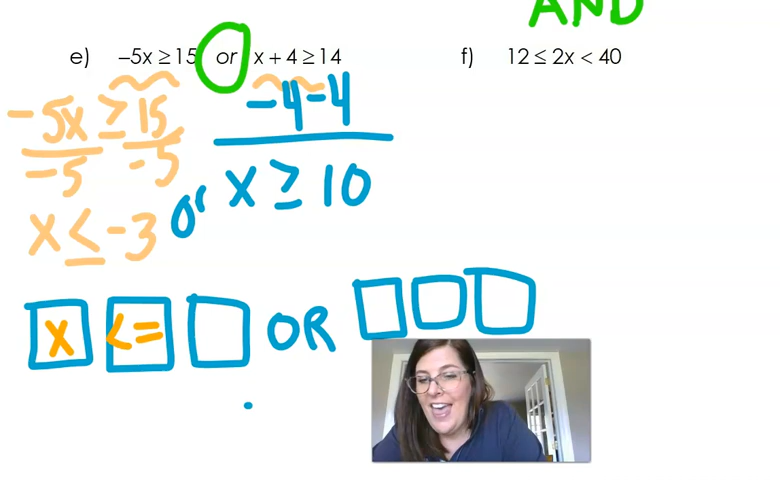 AND
e) –5x ≥ 15 or x + 4 ≥ 14
f) 12 ≤ 2x < 40
-5x ≥ 15
-4 -4
-5 -5
x ≥ 10
x ≤ -3 or
x <= OR